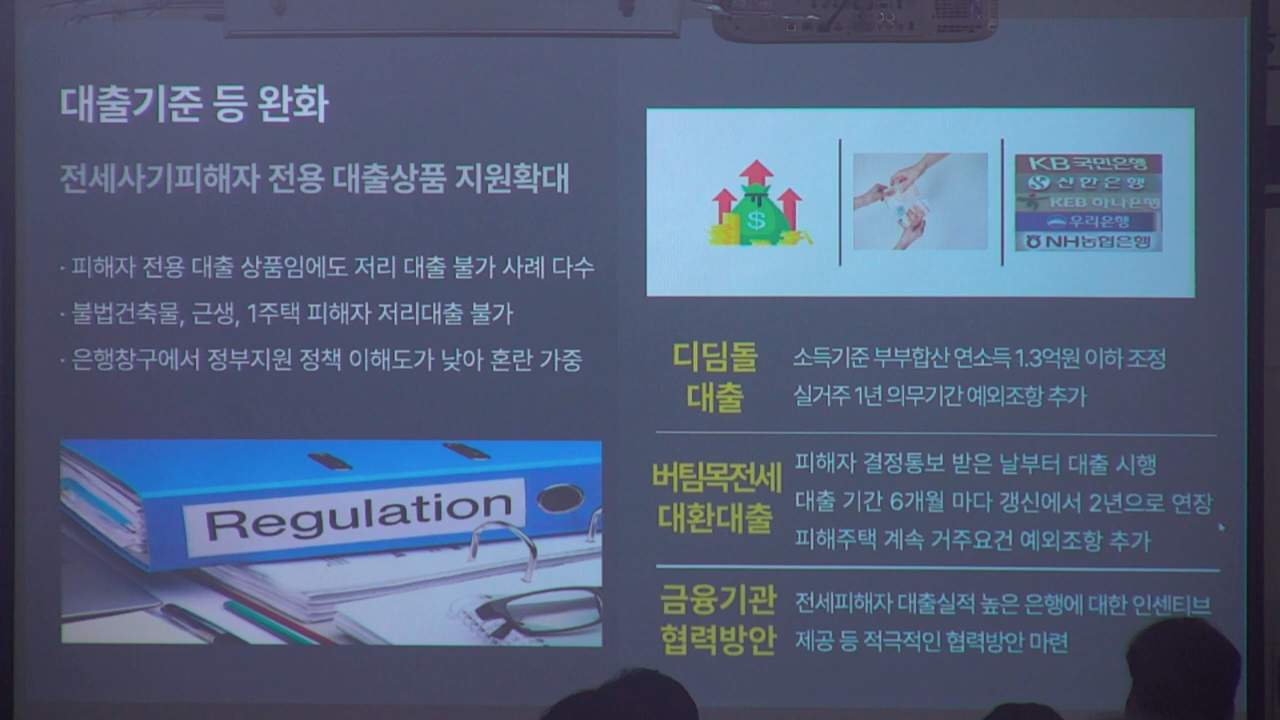 대출기준 등 완화
전세사기피해자 전용 대출상품 지원확대
· 피해자 전용 대출 상품임에도 저리 대출 불가 사례 다수
· 불법건축물, 근생, 1주택 피해자 저리대출 불가
· 은행창구에서 정부지원 정책 이해도가 낮아 혼란 가중
Regulation
$
KB 국민은행
신한은행
KEB 하나은행
우리은행
NH농협은행
디딤돌
대출
소득기준 부부합산 연소득 1.3억원 이하 조정
실거주 1년 의무기간 예외조항 추가
버팀목전세
대환대출
피해자 결정통보 받은 날부터 대출 시행
대출 기간 6개월 마다 갱신에서 2년으로 연장
피해주택 계속 거주요건 예외조항 추가
금융기관
협력방안
전세피해자 대출실적 높은 은행에 대한 인센티브
제공 등 적극적인 협력방안 마련